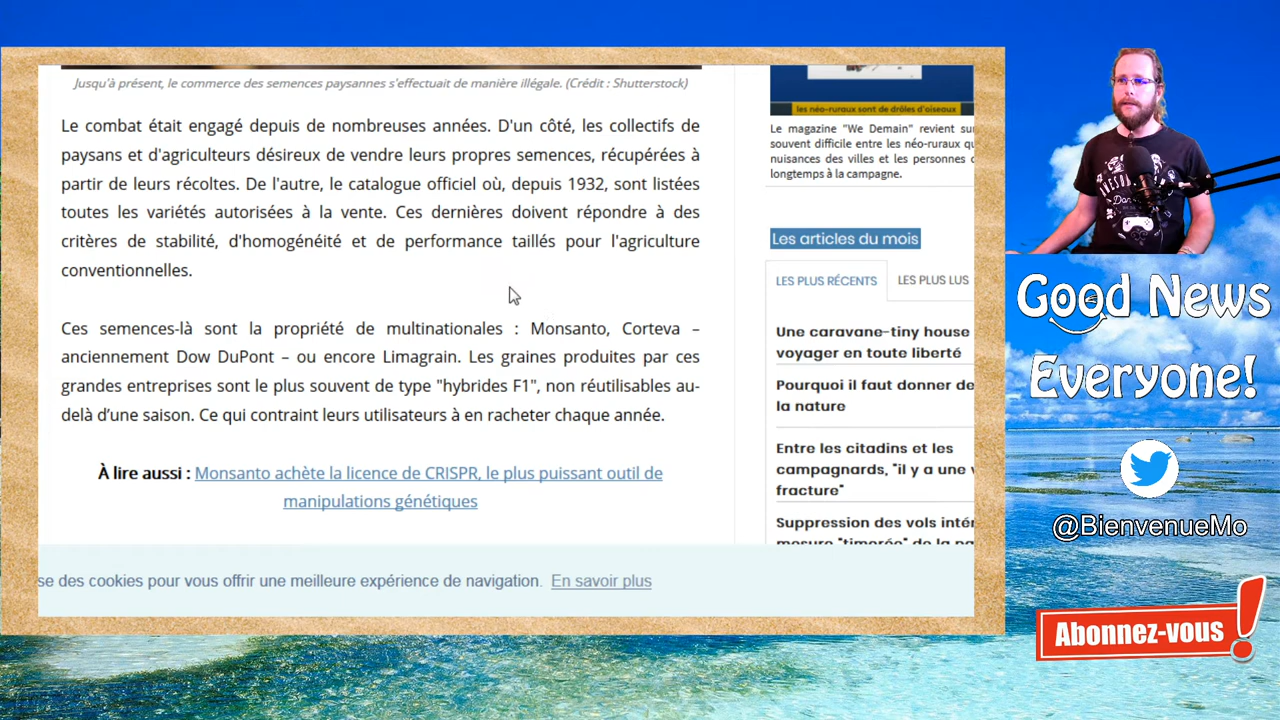 Jusqu'à présent, le commerce des semences paysannes s'effectuait de manière illégale. (Crédit : Shutterstock)
Le combat était engagé depuis de nombreuses années. D'un côté, les collectifs de
paysans et d'agriculteurs désireux de vendre leurs propres semences, récupérées à
partir de leurs récoltes. De l'autre, le catalogue officiel où, depuis 1932, sont listées
toutes les variétés autorisées à la vente. Ces dernières doivent répondre à des
critères de stabilité, d'homogénéité et de performance taillés pour l'agriculture
conventionnelles.
Ces semences-là sont la propriété de multinationales : Monsanto, Corteva –
anciennement Dow DuPont – ou encore Limagrain. Les graines produites par ces
grandes entreprises sont le plus souvent de type "hybrides F1", non réutilisables au-
delà d’une saison. Ce qui contraint leurs utilisateurs à en racheter chaque année.
À lire aussi : Monsanto achète la licence de CRISPR, le plus puissant outil de
manipulations génétiques
se des cookies pour vous offrir une meilleure expérience de navigation. En savoir plus
les néo-ruraux sont de drôles d'oiseaux
Le magazine "We Demain" revient sur
souvent difficile entre les néo-ruraux qu
nuisances des villes et les personnes
longtemps à la campagne.
Les articles du mois
LES PLUS RÉCENTS
LES PLUS LUS
Une caravane-tiny house
voyager en toute liberté
Pourquoi il faut donner de
la nature
Entre les citadins et les
campagnards, "il y a une
fracture"
Suppression des vols inté
mesure "timorée" de la
Good News
Everyone!
@BienvenueMo
Abonnez-vous !